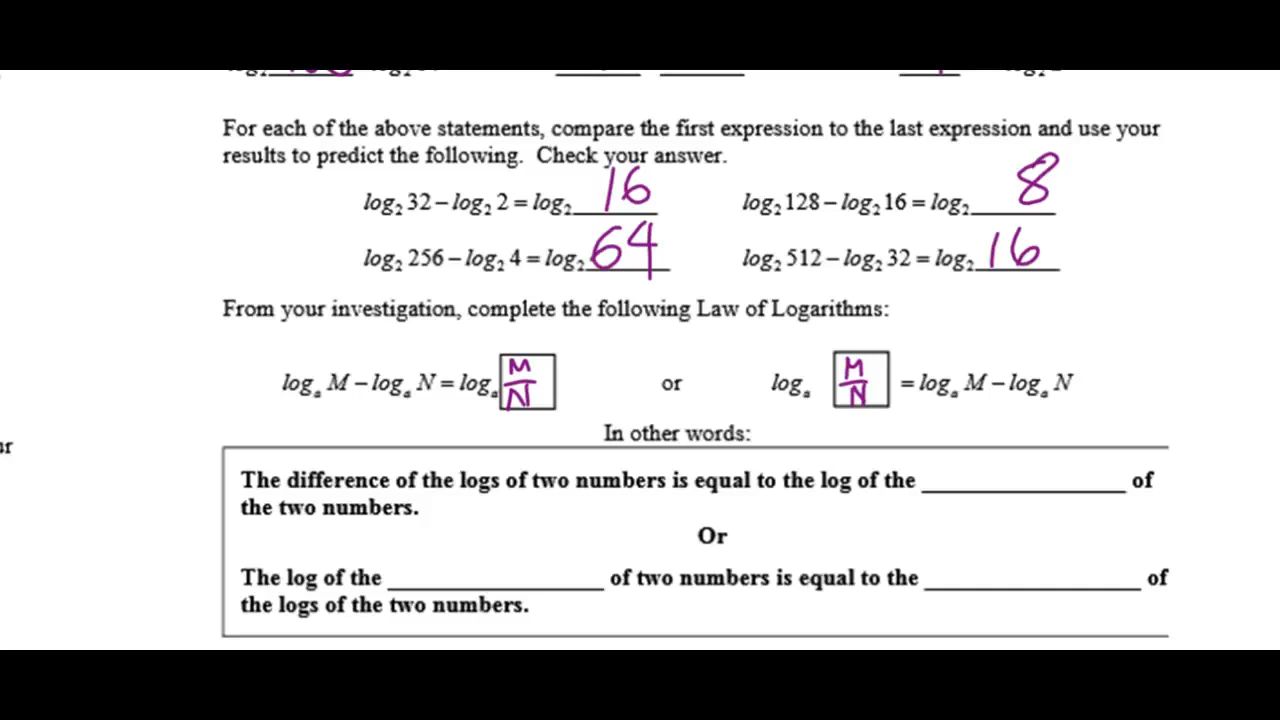 For each of the above statements, compare the first expression to the last expression and use your
results to predict the following. Check your answer.
log₂ 32 – log₂ 2 = log₂ 16 log₂ 128 – log₂ 16 = log₂ 8
log₂ 256 – log₂ 4 = log₂ 64 log₂ 512 – log₂ 32 = log₂ 16
From your investigation, complete the following Law of Logarithms:
logₐ M – logₐ N = logₐ M/N or logₐ M/N = logₐ M – logₐ N
In other words:
The difference of the logs of two numbers is equal to the log of the ____________ of
the two numbers.
Or
The log of the ____________ of two numbers is equal to the ____________ of
the logs of the two numbers.